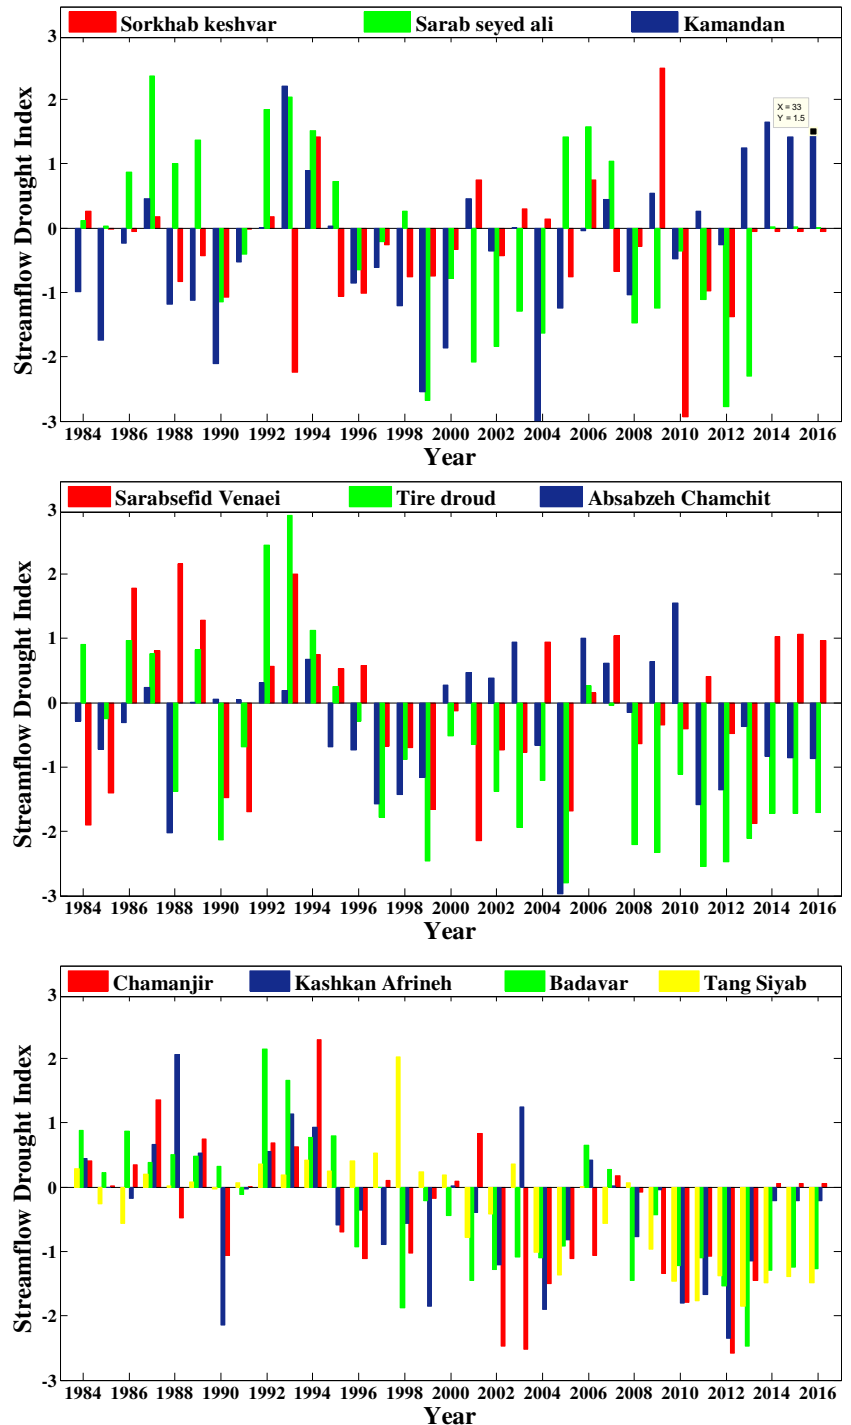 Sorkhab keshvar Sarab seyed ali Kamandan
3
2
1
0
-1
-2
-3
Streamflow Drought Index
X = 33
Y = 1.5
1984 1986 1988 1990 1992 1994 1996 1998 2000 2002 2004 2006 2008 2010 2012 2014 2016
Year
Sarabsefid Venaei Tire droud Absabzeh Chamchit
3
2
1
0
-1
-2
-3
Streamflow Drought Index
1984 1986 1988 1990 1992 1994 1996 1998 2000 2002 2004 2006 2008 2010 2012 2014 2016
Year
Chamanjir Kashkan Afrineh Badavar Tang Siyab
3
2
1
0
-1
-2
-3
Streamflow Drought Index
1984 1986 1988 1990 1992 1994 1996 1998 2000 2002 2004 2006 2008 2010 2012 2014 2016
Year